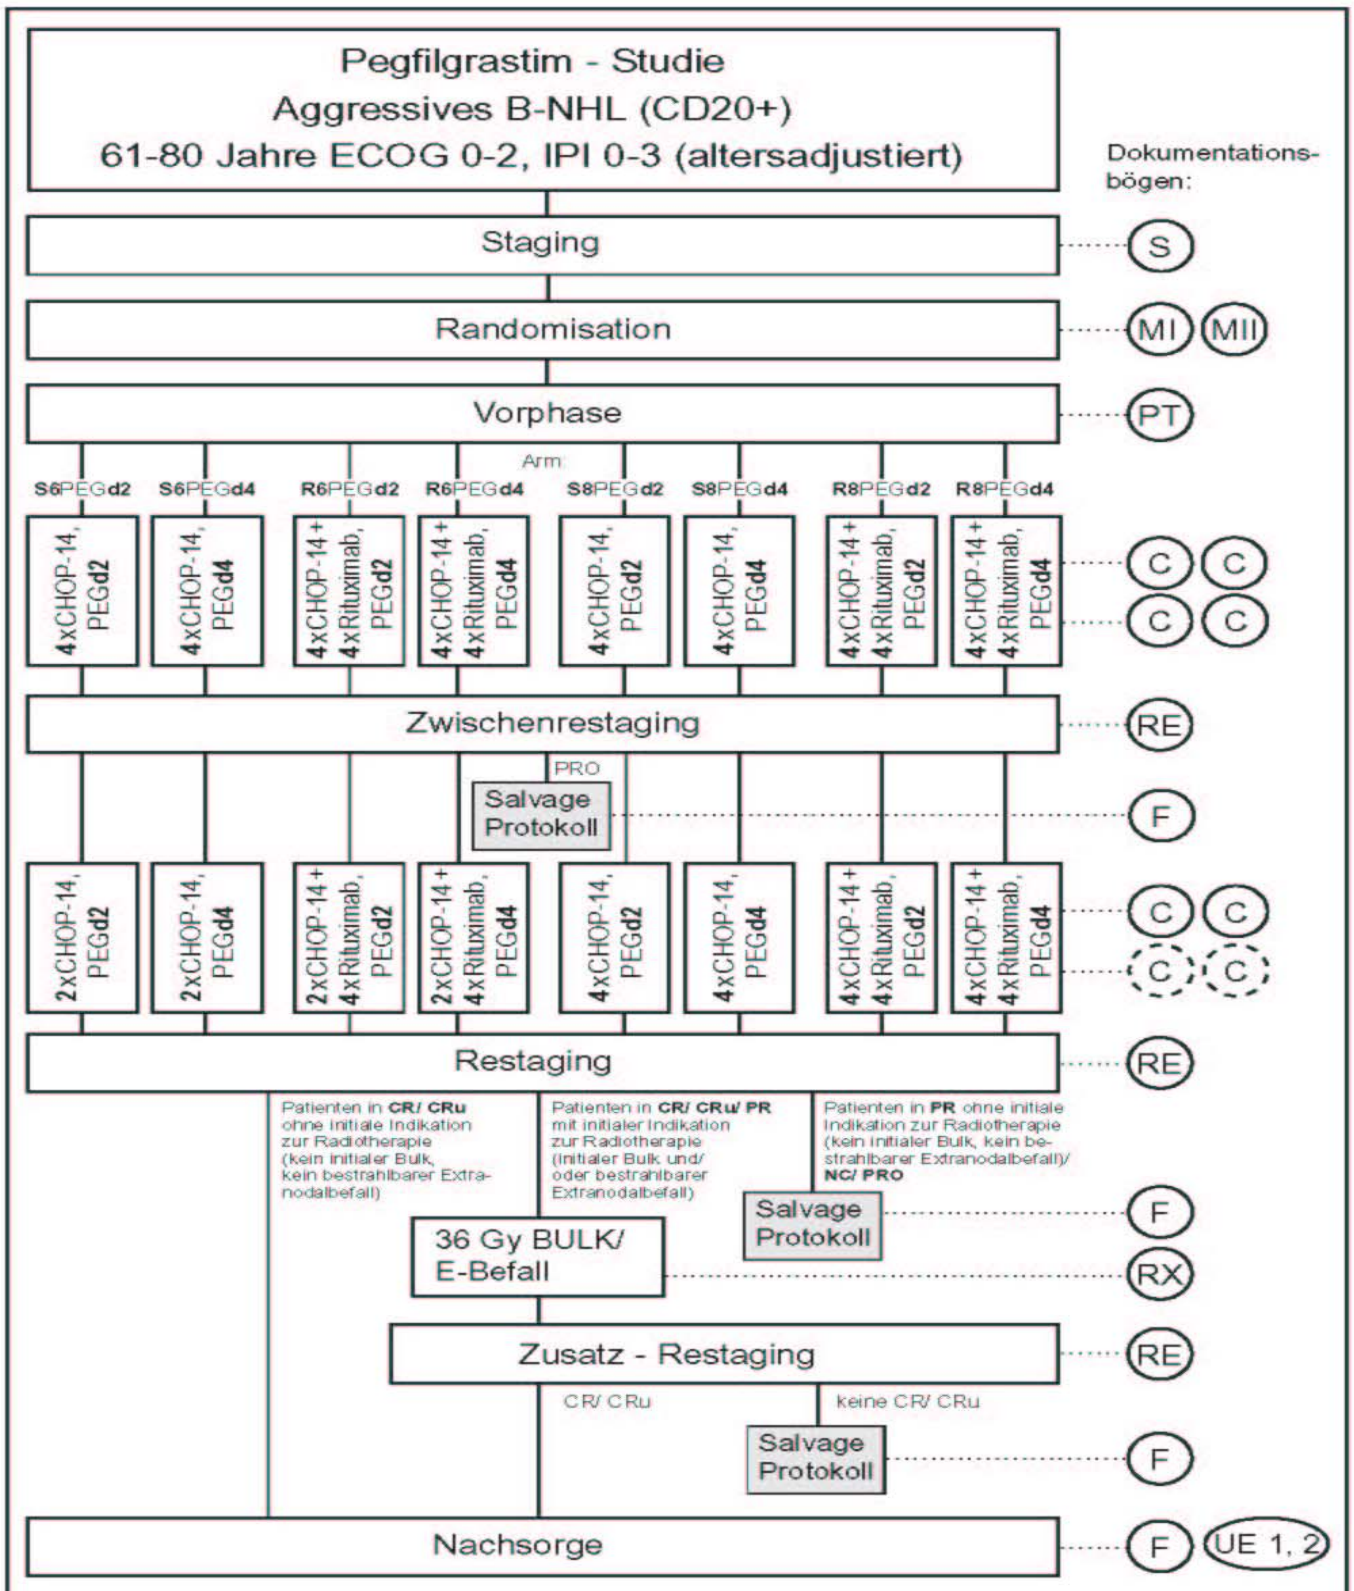 Pegfilgrastim - Studie
Aggressives B-NHL (CD20+)
61-80 Jahre ECOG 0-2, IPI 0-3 (altersadjustiert)
Dokumentations-
bögen:
Staging
S
Randomisation
MI MII
Vorphase
PT
Arm:
S6PEGd2 S6PEGd4 R6PEGd2 R6PEGd4 S8PEGd2 S8PEGd4 R8PEGd2 R8PEGd4
4xCHOP-14,
PEGd2
4xCHOP-14,
PEGd4
4xCHOP-14+
4xRituximab,
PEGd2
4xCHOP-14+
4xRituximab,
PEGd4
4xCHOP-14,
PEGd2
4xCHOP-14,
PEGd4
4xCHOP-14+
4xRituximab,
PEGd2
4xCHOP-14+
4xRituximab,
PEGd4
C C
C C
Zwischenrestaging
RE
PRO
Salvage
Protokoll
F
2xCHOP-14,
PEGd2
2xCHOP-14,
PEGd4
2xCHOP-14+
4xRituximab,
PEGd2
2xCHOP-14+
4xRituximab,
PEGd4
4xCHOP-14,
PEGd2
4xCHOP-14,
PEGd4
4xCHOP-14+
4xRituximab,
PEGd2
4xCHOP-14+
4xRituximab,
PEGd4
C C
C C
Restaging
RE
Patienten in CR/ CRu
ohne initiale Indikation
zur Radiotherapie
(kein initialer Bulk,
kein bestrahlbarer Extra-
nodalbefall)
Patienten in CR/ CRu/ PR
mit initialer Indikation
zur Radiotherapie
(initialer Bulk und/
oder bestrahlbarer
Extranodalbefall)
Patienten in PR ohne initiale
Indikation zur Radiotherapie
(kein initialer Bulk, kein be-
strahlbarer Extranodalbefall)/
NC/ PRO
Salvage
Protokoll
F
36 Gy BULK/
E-Befall
RX
Zusatz - Restaging
RE
CR/ CRu
keine CR/ CRu
Salvage
Protokoll
F
Nachsorge
F UE 1, 2